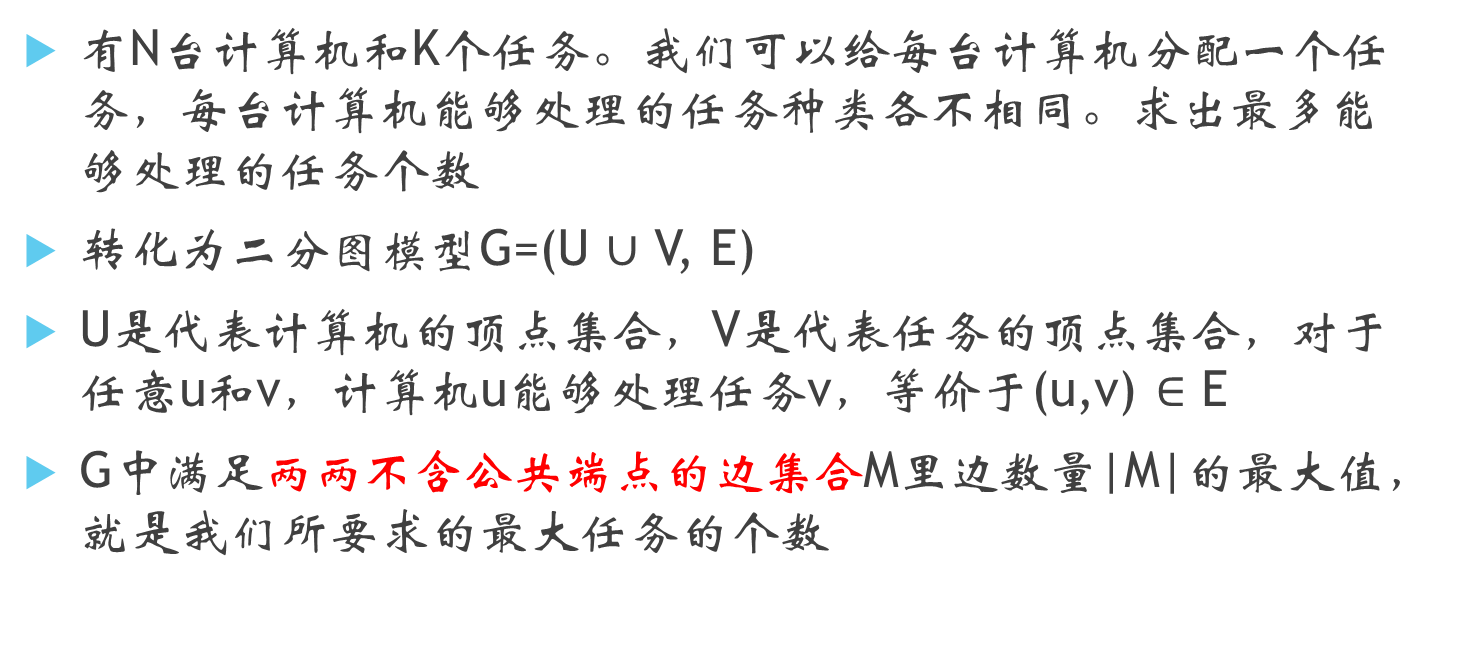 有N台计算机和K个任务。我们可以给每台计算机分配一个任
务，每台计算机能够处理的任务种类各不相同。求出最多能
够处理的任务个数
转化为二分图模型G=(U ∪ V, E)
U是代表计算机的顶点集合，V是代表任务的顶点集合，对于
任意u和v，计算机u能够处理任务v，等价于(u,v) ∈ E
G中满足两两不含公共端点的边集合M里边数量|M|的最大值，
就是我们所要求的最大任务的个数